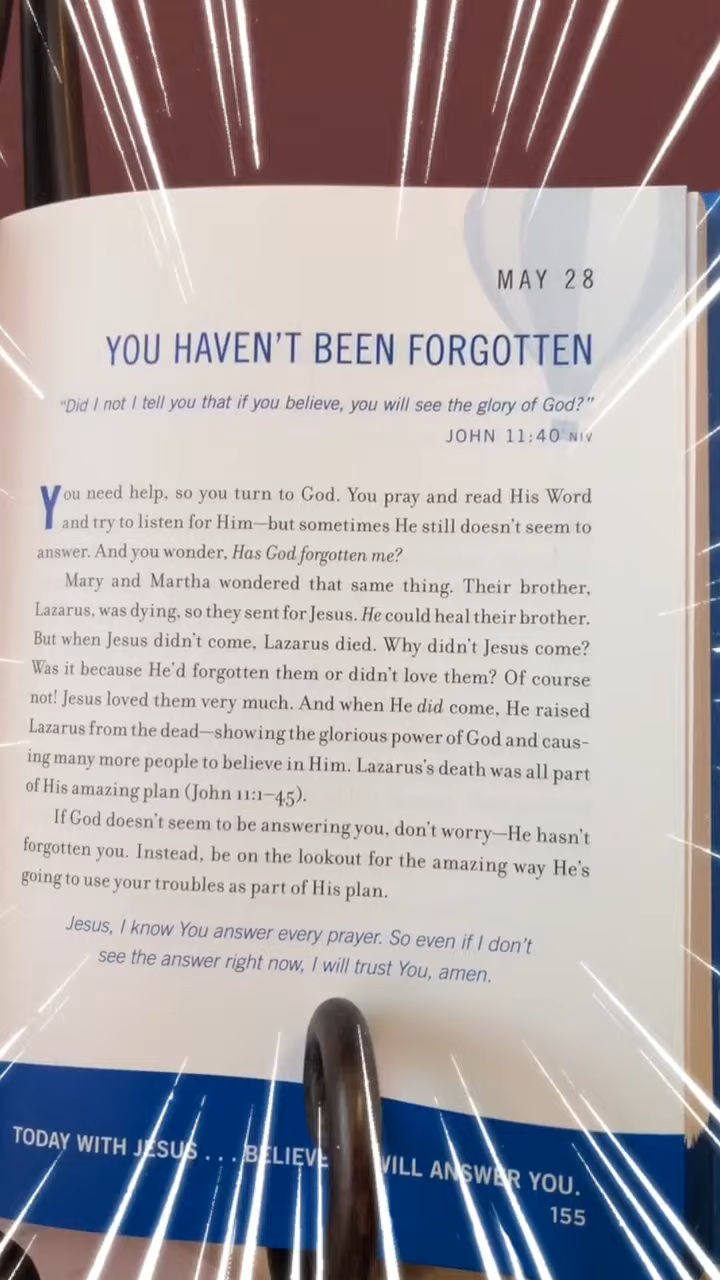 MAY 28
YOU HAVEN'T BEEN FORGOTTEN
"Did I not I tell you that if you believe, you will see the glory of God?"
JOHN 11:40 NIV
You need help, so you turn to God. You pray and read His Word
and try to listen for Him—but sometimes He still doesn't seem to
answer. And you wonder, Has God forgotten me?
Mary and Martha wondered that same thing. Their brother,
Lazarus, was dying, so they sent for Jesus. He could heal their brother.
But when Jesus didn't come, Lazarus died. Why didn't Jesus come?
Was it because He'd forgotten them or didn't love them? Of course
not! Jesus loved them very much. And when He did come, He raised
Lazarus from the dead—showing the glorious power of God and caus-
ing many more people to believe in Him. Lazarus's death was all part
of His amazing plan (John 11:1–45).
If God doesn't seem to be answering you, don't worry—He hasn't
forgotten you. Instead, be on the lookout for the amazing way He's
going to use your troubles as part of His plan.
Jesus, I know You answer every prayer. So even if I don't
see the answer right now, I will trust You, amen.
TODAY WITH JESUS . . . BELIEVE WILL ANSWER YOU.
155